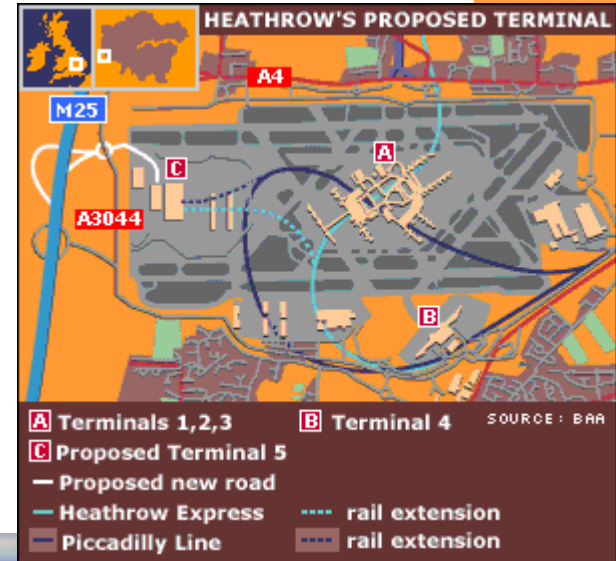 HEATHROW'S PROPOSED TERMINAL
A4
M25
A
C
A3044
B
A Terminals 1,2,3 B Terminal 4 SOURCE: BAA
C Proposed Terminal 5
Proposed new road
Heathrow Express rail extension
Piccadilly Line rail extension